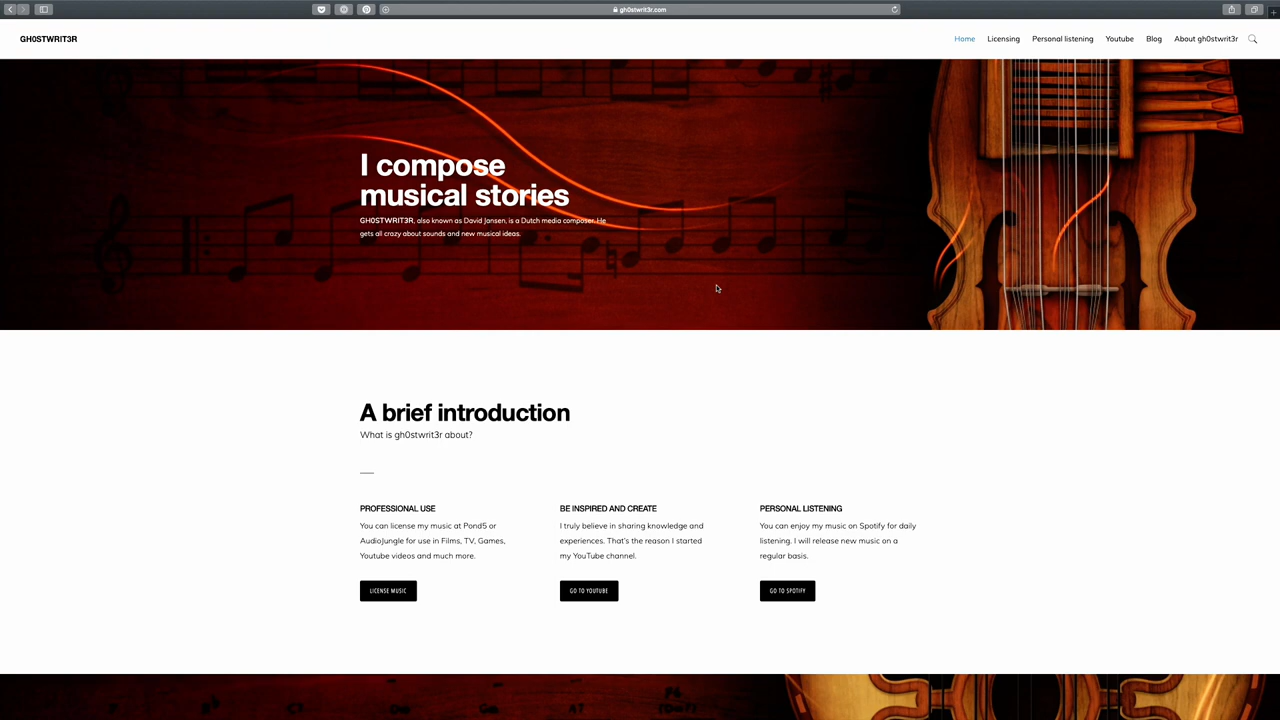 gh0stwrit3r.com
GH0STWRIT3R
Home Licensing Personal listening Youtube Blog About gh0stwrit3r
I compose
musical stories
GH0STWRIT3R, also known as David Jansen, is a Dutch media composer. He
gets all crazy about sounds and new musical ideas.
A brief introduction
What is gh0stwrit3r about?
PROFESSIONAL USE
You can license my music at Pond5 or
AudioJungle for use in Films, TV, Games,
Youtube videos and much more.
LICENSE MUSIC
BE INSPIRED AND CREATE
I truly believe in sharing knowledge and
experiences. That's the reason I started
my YouTube channel.
GO TO YOUTUBE
PERSONAL LISTENING
You can enjoy my music on Spotify for daily
listening. I will release new music on a
regular basis.
GO TO SPOTIFY